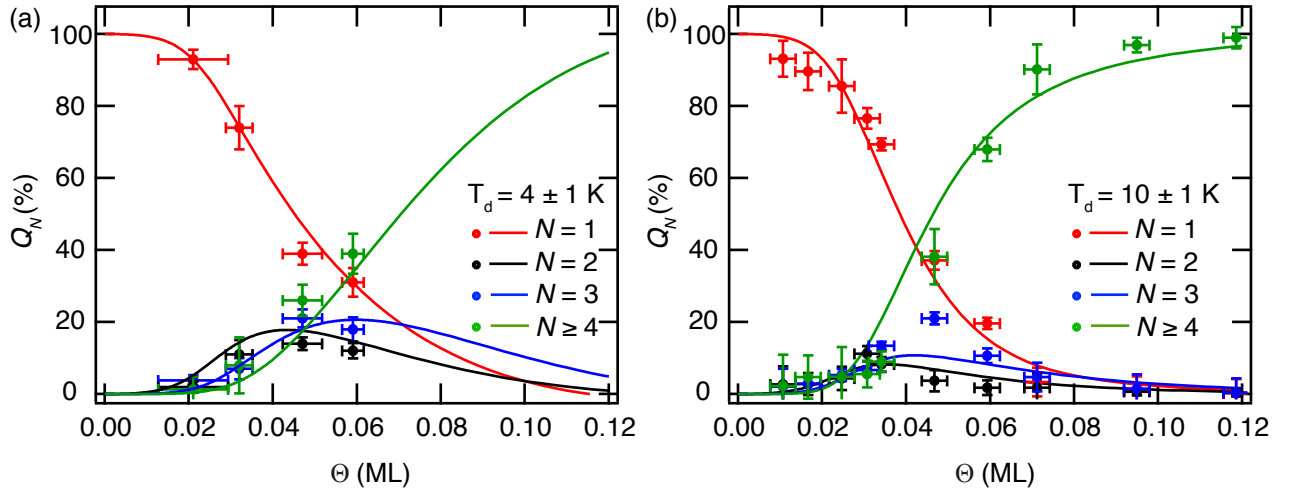 (a)
100
80
60
40
20
0
Q_N (%)
T_d = 4 ± 1 K
N = 1
N = 2
N = 3
N ≥ 4
0.00 0.02 0.04 0.06 0.08 0.10 0.12
Θ (ML)
(b)
100
80
60
40
20
0
Q_N (%)
T_d = 10 ± 1 K
N = 1
N = 2
N = 3
N ≥ 4
0.00 0.02 0.04 0.06 0.08 0.10 0.12
Θ (ML)